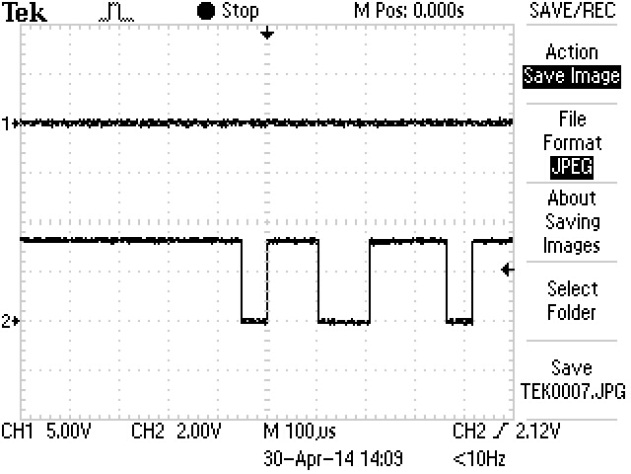 Tek Stop M Pos: 0.000s SAVE/REC
Action
Save Image
File
Format
JPEG
About
Saving
Images
Select
Folder
Save
TEK0007.JPG
1
2
CH1 5.00V CH2 2.00V M 100µs CH2 2.12V
30-Apr-14 14:09 <10Hz